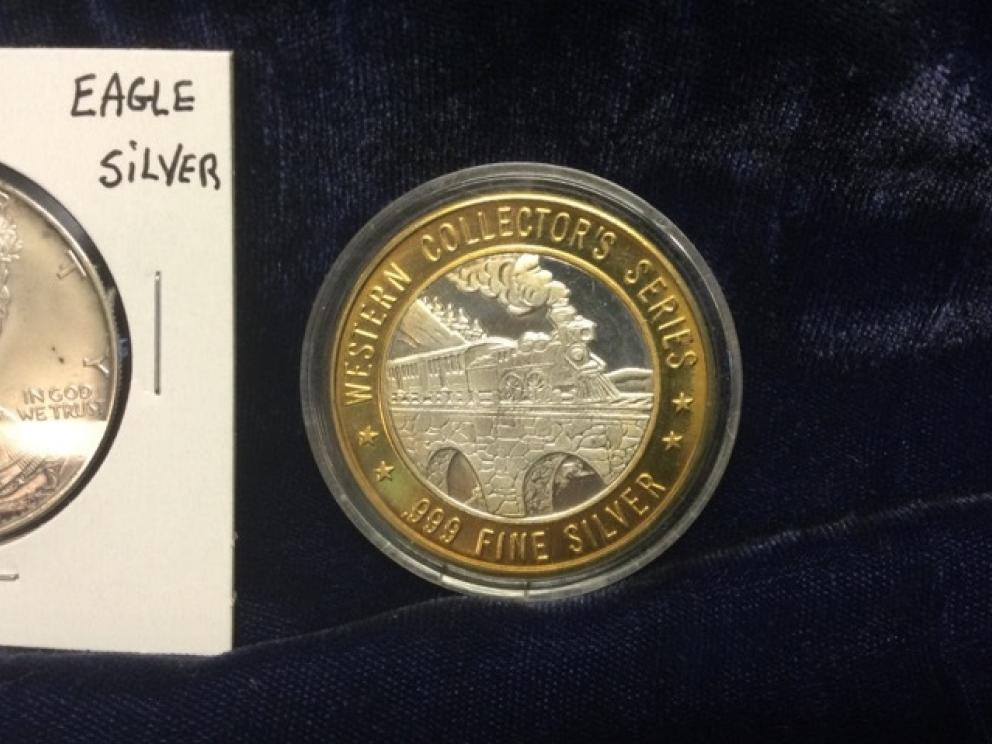 EAGLE
SiLVER
IN GOD
WE TRUST
WESTERN COLLECTOR'S SERIES
.999 FINE SILVER